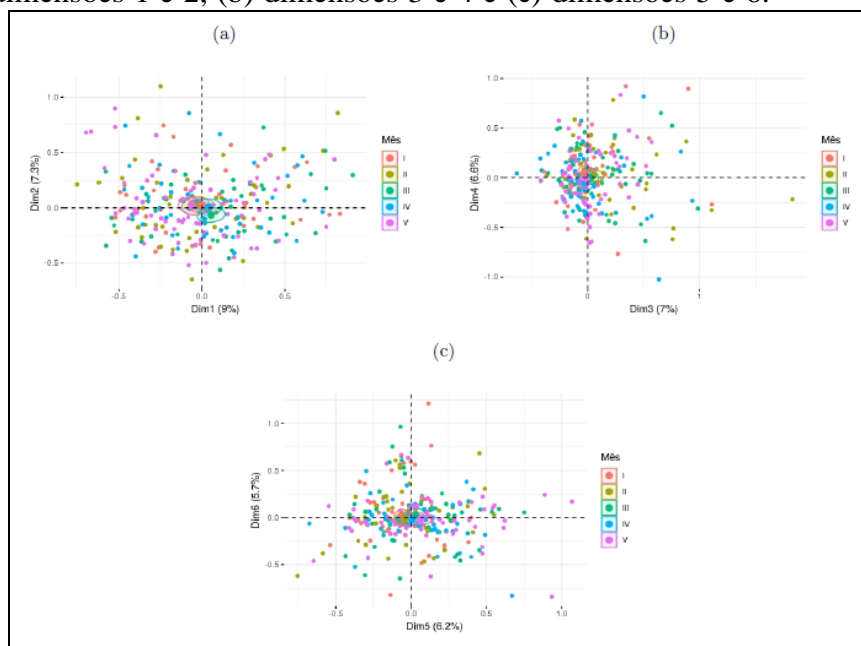 dimensões 1 e 2; (b) dimensões 3 e 4 e (c) dimensões 5 e 6.
(a)
1.0
0.5
0.0
-0.5
-0.5 0.0 0.5
Dim2 (7.3%)
Dim1 (9%)
Mês
I
II
III
IV
V
(b)
1.0
0.5
0.0
-0.5
-1.0
0 1
Dim4 (6.6%)
Dim3 (7%)
Mês
I
II
III
IV
V
(c)
1.0
0.5
0.0
-0.5
-0.5 0.0 0.5 1.0
Dim6 (5.7%)
Dim5 (6.2%)
Mês
I
II
III
IV
V